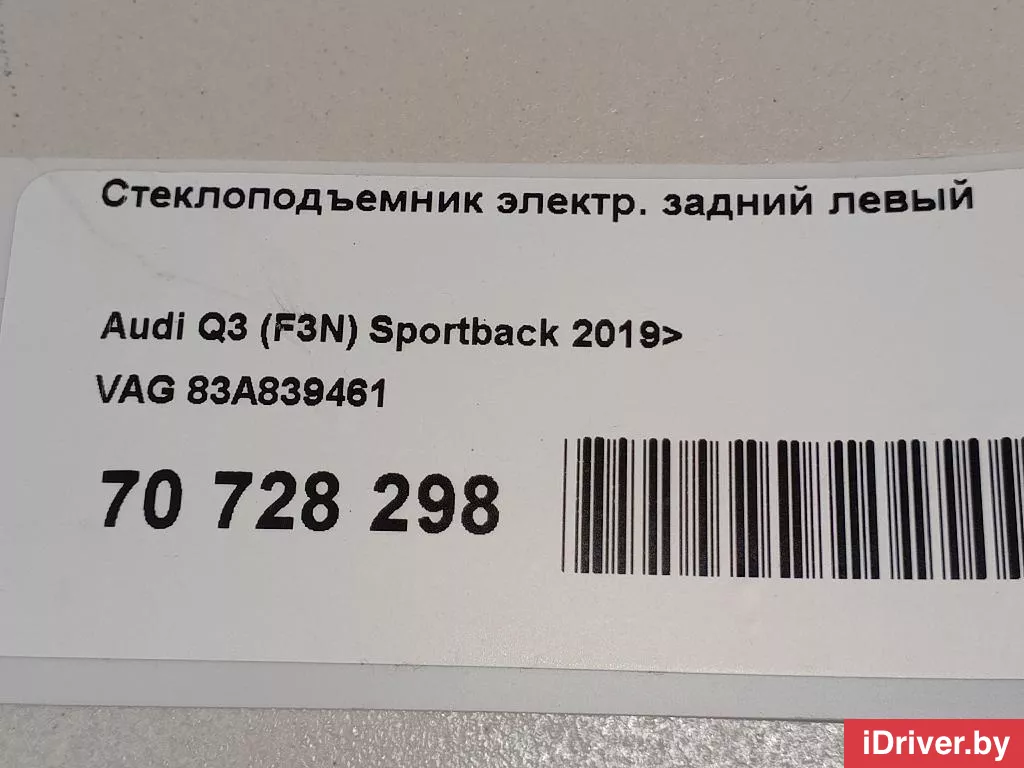 Стеклоподъемник электр. задний левый
Audi Q3 (F3N) Sportback 2019>
VAG 83A839461
70 728 298
iDriver.by